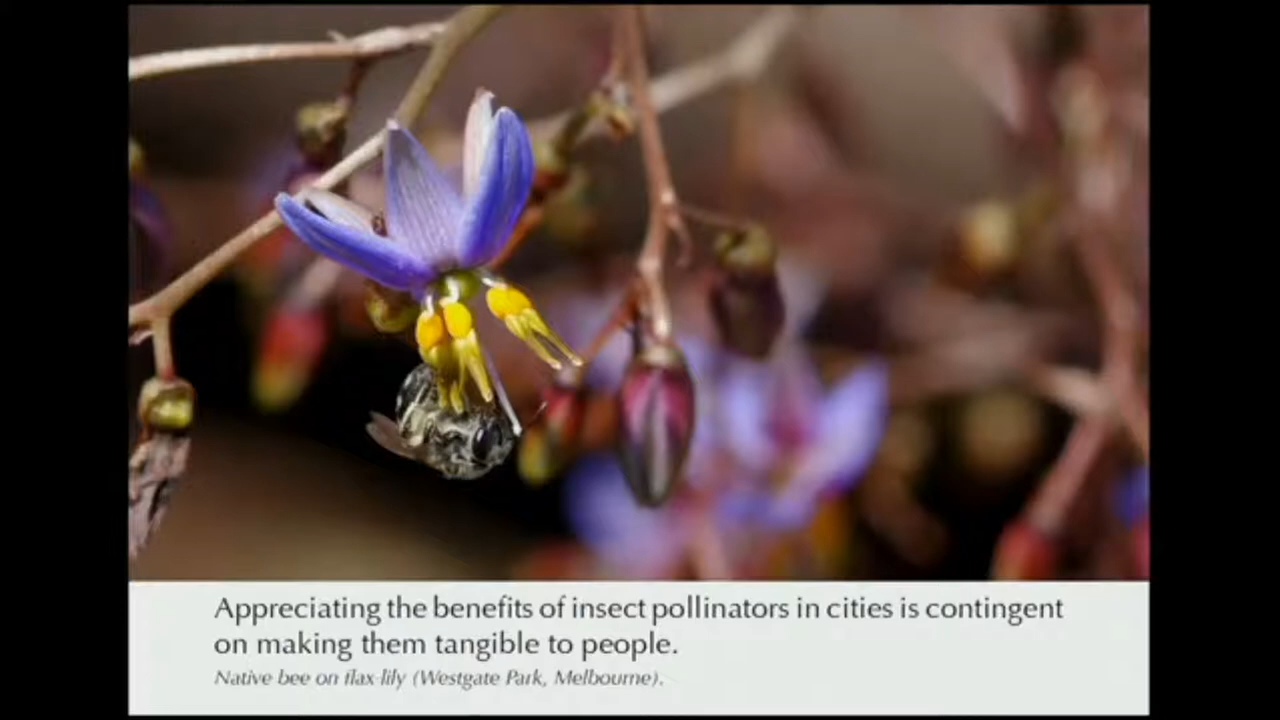 Appreciating the benefits of insect pollinators in cities is contingent
on making them tangible to people.
Native bee on flax-lily (Westgate Park, Melbourne).